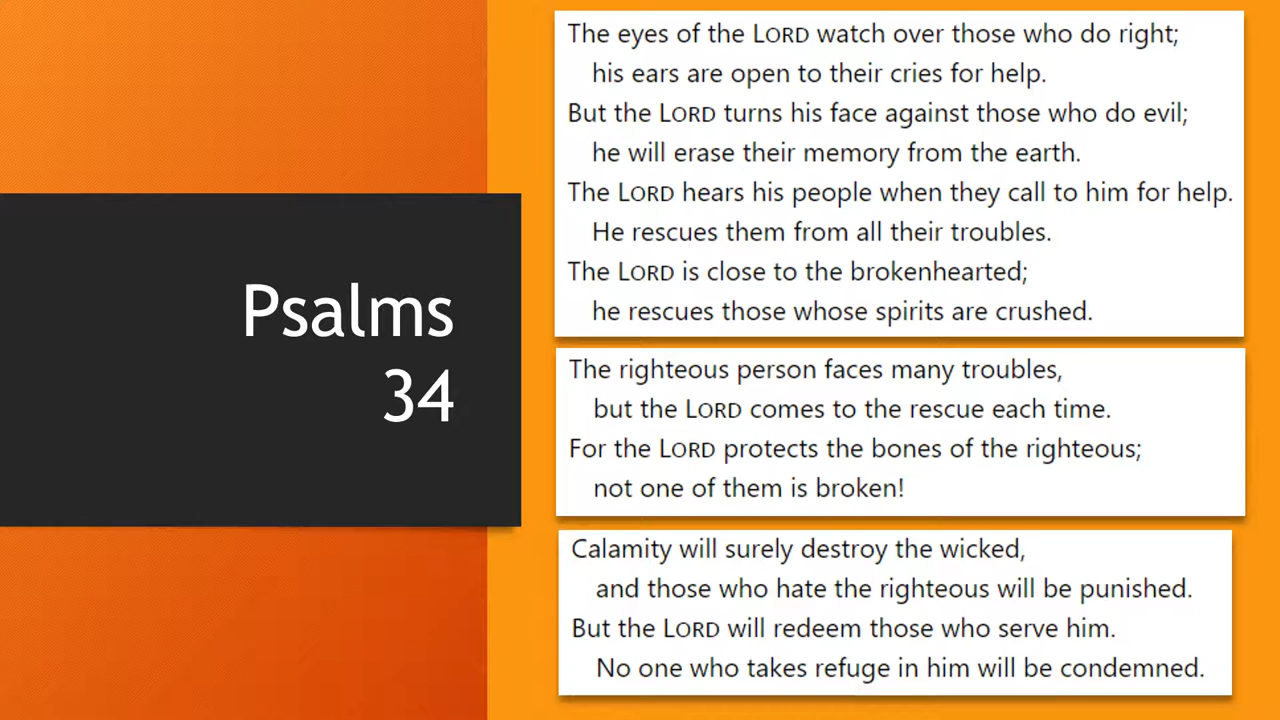 Psalms
34
The eyes of the LORD watch over those who do right;
his ears are open to their cries for help.
But the LORD turns his face against those who do evil;
he will erase their memory from the earth.
The LORD hears his people when they call to him for help.
He rescues them from all their troubles.
The LORD is close to the brokenhearted;
he rescues those whose spirits are crushed.
The righteous person faces many troubles,
but the LORD comes to the rescue each time.
For the LORD protects the bones of the righteous;
not one of them is broken!
Calamity will surely destroy the wicked,
and those who hate the righteous will be punished.
But the LORD will redeem those who serve him.
No one who takes refuge in him will be condemned.